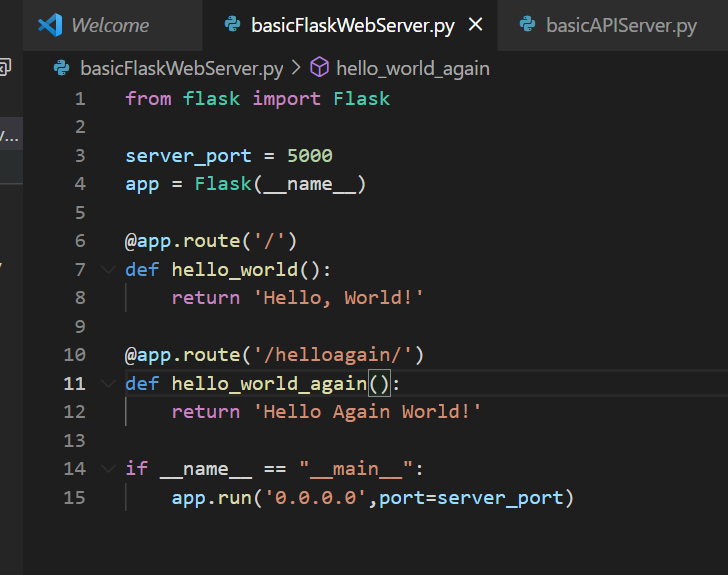 Welcome basicFlaskWebServer.py basicAPIServer.py
basicFlaskWebServer.py > hello_world_again
1 from flask import Flask
2
3 server_port = 5000
4 app = Flask(__name__)
5
6 @app.route('/')
7 def hello_world():
8     return 'Hello, World!'
9
10 @app.route('/helloagain/')
11 def hello_world_again():
12     return 'Hello Again World!'
13
14 if __name__ == "__main__":
15     app.run('0.0.0.0',port=server_port)